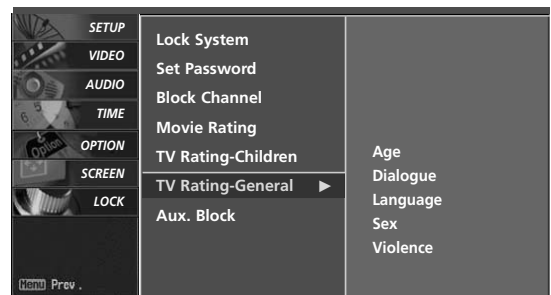 SETUP
VIDEO
AUDIO
TIME
OPTION
SCREEN
LOCK
Menu Prev .
Lock System
Set Password
Block Channel
Movie Rating
TV Rating-Children
TV Rating-General ▶
Aux. Block
Age
Dialogue
Language
Sex
Violence